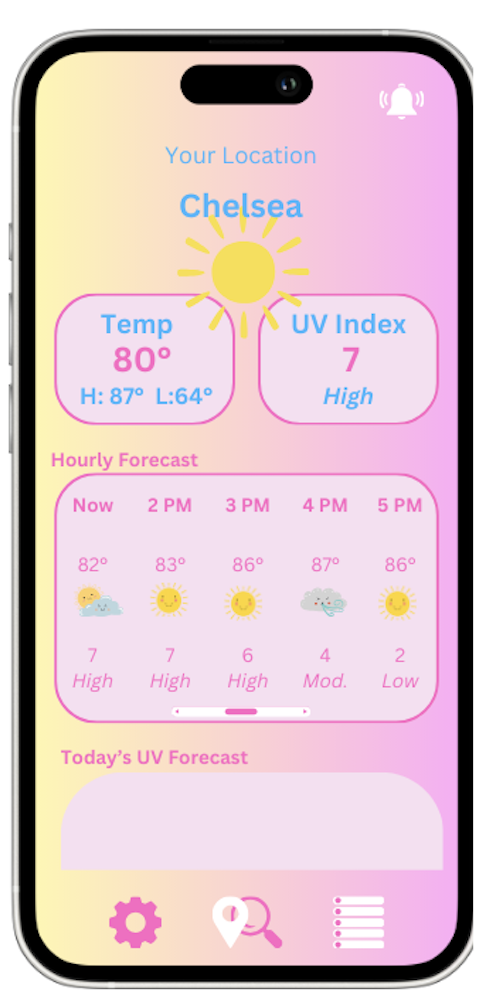 Your Location
Chelsea
Temp
80°
H: 87° L:64°
UV Index
7
High
Hourly Forecast
Now 2 PM 3 PM 4 PM 5 PM
82° 83° 86° 87° 86°
7 7 6 4 2
High High High Mod. Low
Today's UV Forecast